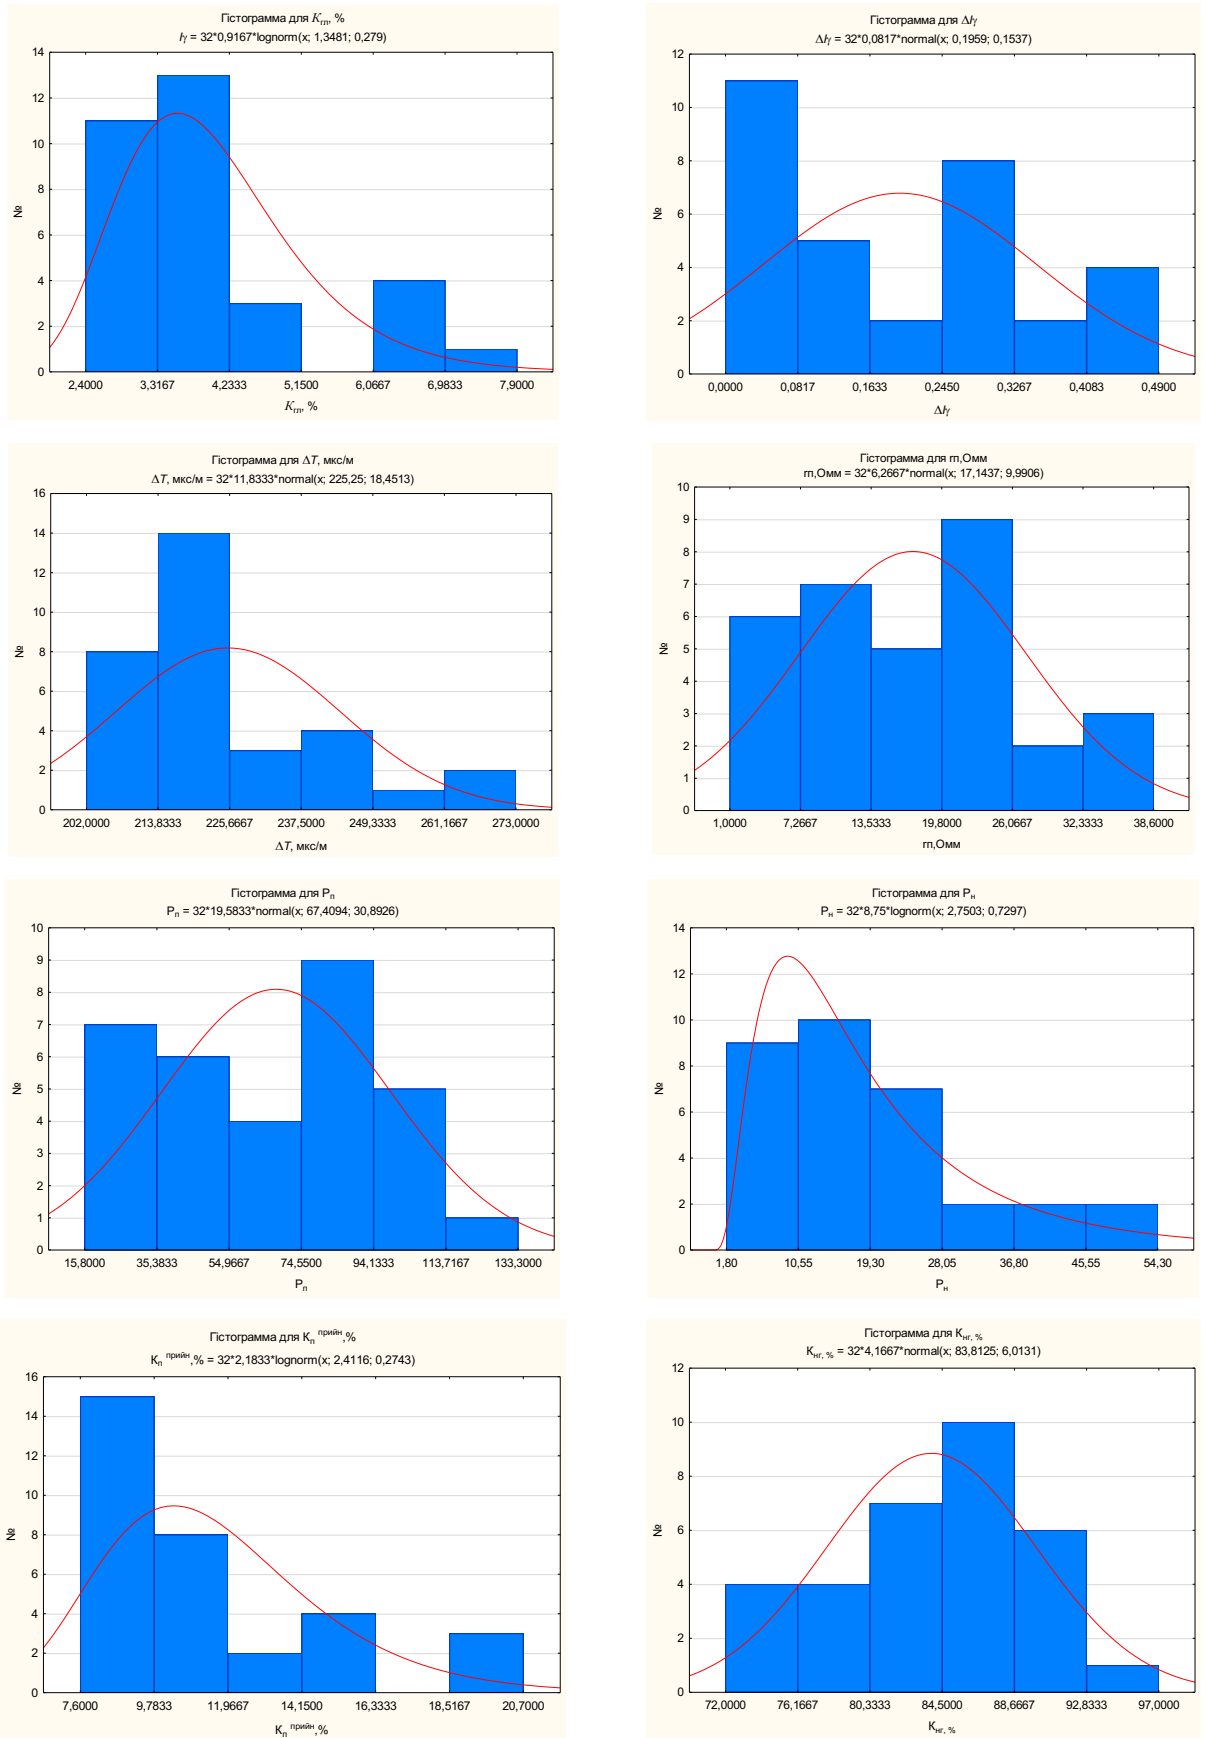 Гістограмма для Kгл, %
Iγ = 32*0,9167*lognorm(x; 1,3481; 0,279)
14
12
10
8
6
4
2
0
№
2,4000 3,3167 4,2333 5,1500 6,0667 6,9833 7,9000
Kгл, %
Гістограмма для ΔIγ
ΔIγ = 32*0,0817*normal(x; 0,1959; 0,1537)
12
10
8
6
4
2
0
№
0,0000 0,0817 0,1633 0,2450 0,3267 0,4083 0,4900
ΔIγ
Гістограмма для ΔT, мкс/м
ΔT, мкс/м = 32*11,8333*normal(x; 225,25; 18,4513)
16
14
12
10
8
6
4
2
0
№
202,0000 213,8333 225,6667 237,5000 249,3333 261,1667 273,0000
ΔT, мкс/м
Гістограмма для rп,Омм
rп,Омм = 32*6,2667*normal(x; 17,1437; 9,9906)
10
9
8
7
6
5
4
3
2
1
0
№
1,0000 7,2667 13,5333 19,8000 26,0667 32,3333 38,6000
rп,Омм
Гістограмма для Pп
Pп = 32*19,5833*normal(x; 67,4094; 30,8926)
10
9
8
7
6
5
4
3
2
1
0
№
15,8000 35,3833 54,9667 74,5500 94,1333 113,7167 133,3000
Pп
Гістограмма для Pн
Pн = 32*8,75*lognorm(x; 2,7503; 0,7297)
14
12
10
8
6
4
2
0
№
1,80 10,55 19,30 28,05 36,80 45,55 54,30
Pн
Гістограмма для Kп прийн,%
Kп прийн,% = 32*2,1833*lognorm(x; 2,4116; 0,2743)
16
14
12
10
8
6
4
2
0
№
7,6000 9,7833 11,9667 14,1500 16,3333 18,5167 20,7000
Kп прийн,%
Гістограмма для Kнг, %
Kнг, % = 32*4,1667*normal(x; 83,8125; 6,0131)
12
10
8
6
4
2
0
№
72,0000 76,1667 80,3333 84,5000 88,6667 92,8333 97,0000
Kнг, %